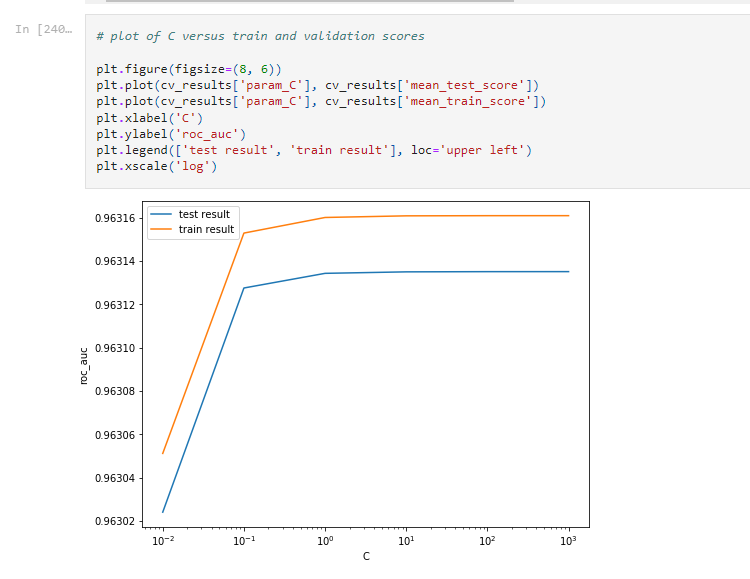 In [240…
# plot of C versus train and validation scores
plt.figure(figsize=(8, 6))
plt.plot(cv_results['param_C'], cv_results['mean_test_score'])
plt.plot(cv_results['param_C'], cv_results['mean_train_score'])
plt.xlabel('C')
plt.ylabel('roc_auc')
plt.legend(['test result', 'train result'], loc='upper left')
plt.xscale('log')
test result
train result
0.96316
0.96314
0.96312
0.96310
0.96308
0.96306
0.96304
0.96302
roc_auc
10⁻² 10⁻¹ 10⁰ 10¹ 10² 10³
C